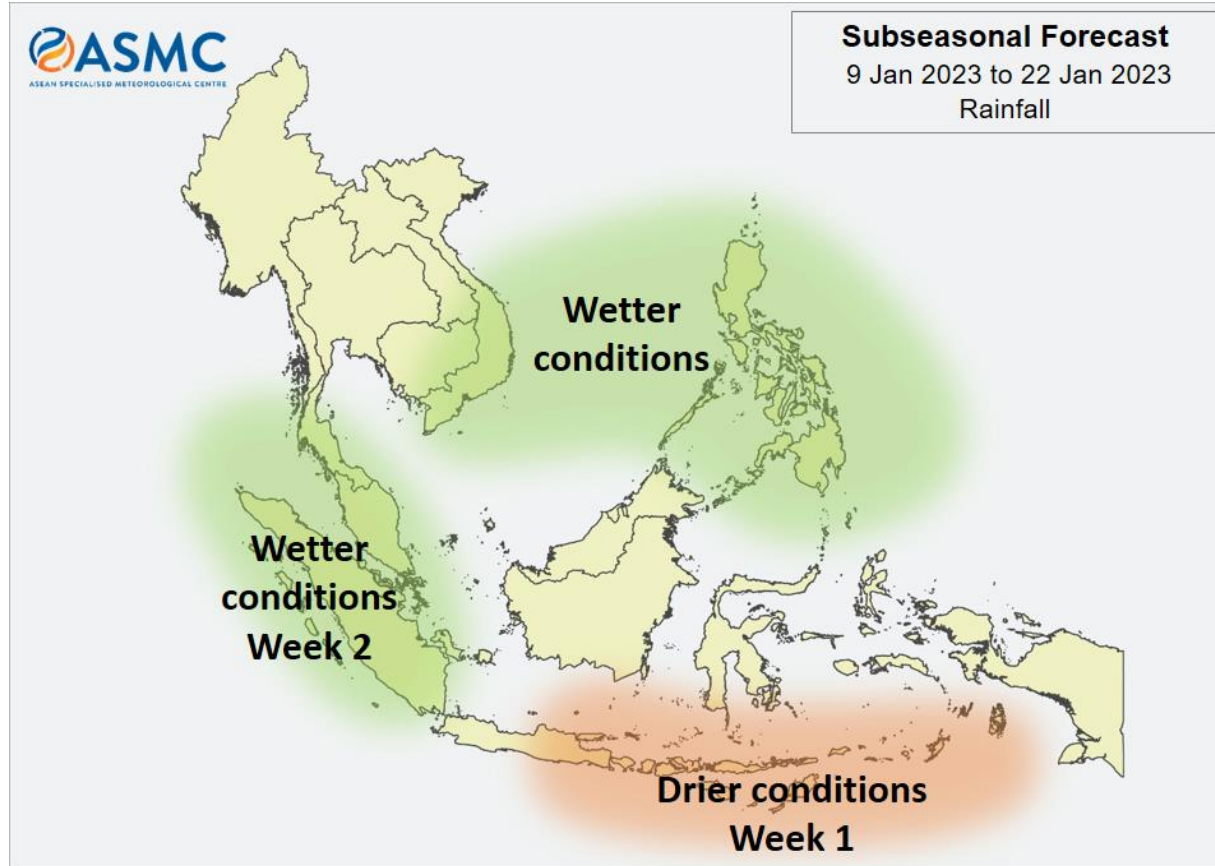 ASMC
ASEAN SPECIALISED METEOROLOGICAL CENTRE
Subseasonal Forecast
9 Jan 2023 to 22 Jan 2023
Rainfall
Wetter
conditions
Wetter
conditions
Week 2
Drier conditions
Week 1